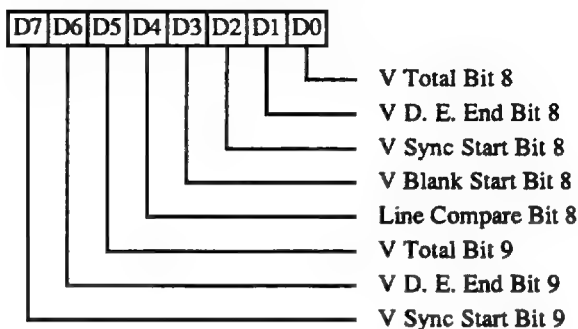 D7 D6 D5 D4 D3 D2 D1 D0
V Total Bit 8
V D. E. End Bit 8
V Sync Start Bit 8
V Blank Start Bit 8
Line Compare Bit 8
V Total Bit 9
V D. E. End Bit 9
V Sync Start Bit 9